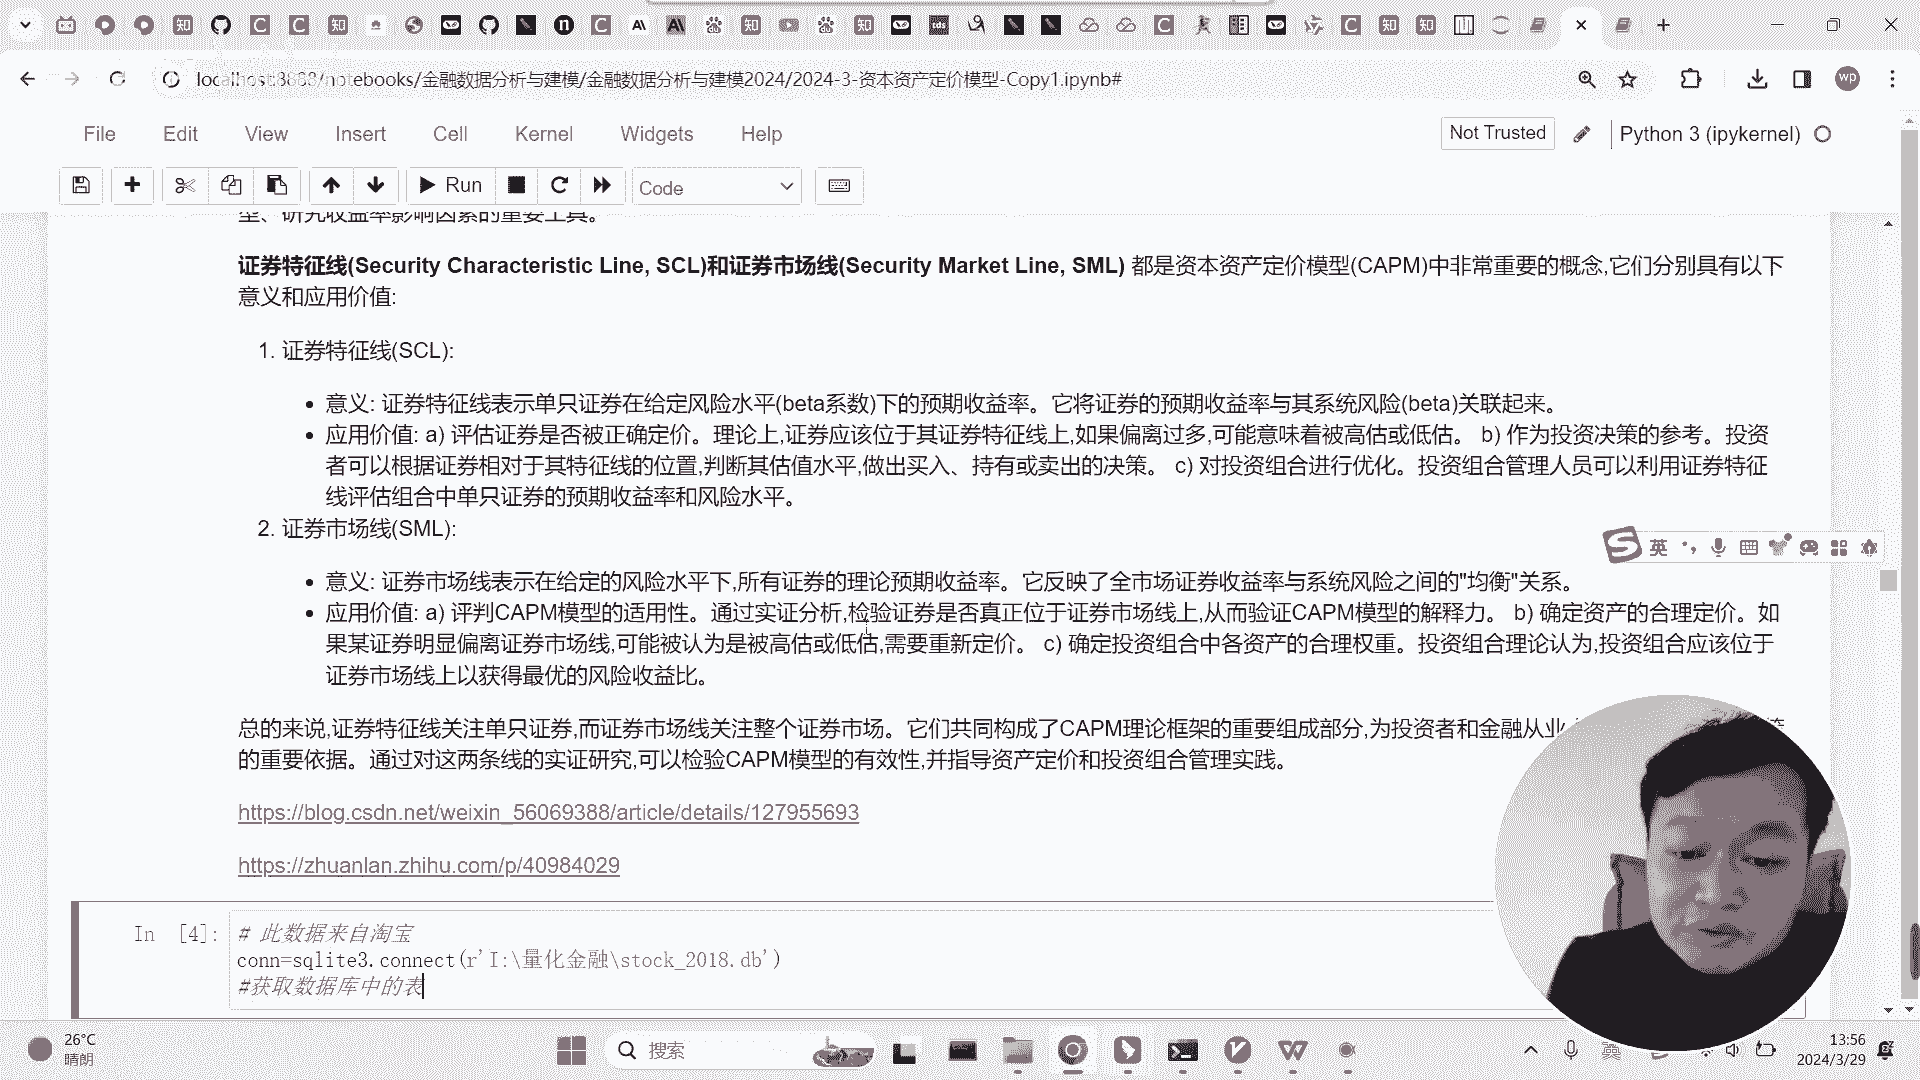 localhost:8888/notebooks/金融数据分析与建模/金融数据分析与建模2024/2024-3-资本资产定价模型-Copy1.ipynb#
wp
File Edit View Insert Cell Kernel Widgets Help
Not Trusted
Python 3 (ipykernel)
Run
Code
型、研究收益率影响因素的重要工具。
证券特征线(Security Characteristic Line, SCL)和证券市场线(Security Market Line, SML) 都是资本资产定价模型(CAPM)中非常重要的概念,它们分别具有以下
意义和应用价值:
1. 证券特征线(SCL):
• 意义: 证券特征线表示单只证券在给定风险水平(beta系数)下的预期收益率。它将证券的预期收益率与其系统风险(beta)关联起来。
• 应用价值: a) 评估证券是否被正确定价。理论上,证券应该位于其证券特征线上,如果偏离过多,可能意味着被高估或低估。 b) 作为投资决策的参考。投资
者可以根据证券相对于其特征线的位置,判断其估值水平,做出买入、持有或卖出的决策。 c) 对投资组合进行优化。投资组合管理人员可以利用证券特征
线评估组合中单只证券的预期收益率和风险水平。
2. 证券市场线(SML):
• 意义: 证券市场线表示在给定的风险水平下,所有证券的理论预期收益率。它反映了全市场证券收益率与系统风险之间的"均衡"关系。
• 应用价值: a) 评判CAPM模型的适用性。通过实证分析,检验证券是否真正位于证券市场线上,从而验证CAPM模型的解释力。 b) 确定资产的合理定价。如
果某证券明显偏离证券市场线,可能被认为是被高估或低估,需要重新定价。 c) 确定投资组合中各资产的合理权重。投资组合理论认为,投资组合应该位于
证券市场线上以获得最优的风险收益比。
英
总的来说,证券特征线关注单只证券,而证券市场线关注整个证券市场。它们共同构成了CAPM理论框架的重要组成部分,为投资者和金融从业
的重要依据。通过对这两条线的实证研究,可以检验CAPM模型的有效性,并指导资产定价和投资组合管理实践。
https://blog.csdn.net/weixin_56069388/article/details/127955693
https://zhuanlan.zhihu.com/p/40984029
In [4]:
# 此数据来自淘宝
conn=sqlite3.connect(r'I:\量化金融\stock_2018.db')
#获取数据库中的表
26°C
晴朗
搜索
英
13:56
2024/3/29